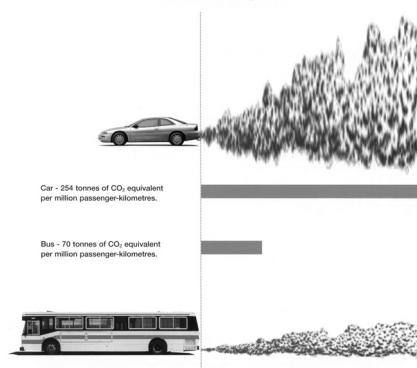 Car - 254 tonnes of CO₂ equivalent
per million passenger-kilometres.
Bus - 70 tonnes of CO₂ equivalent
per million passenger-kilometres.